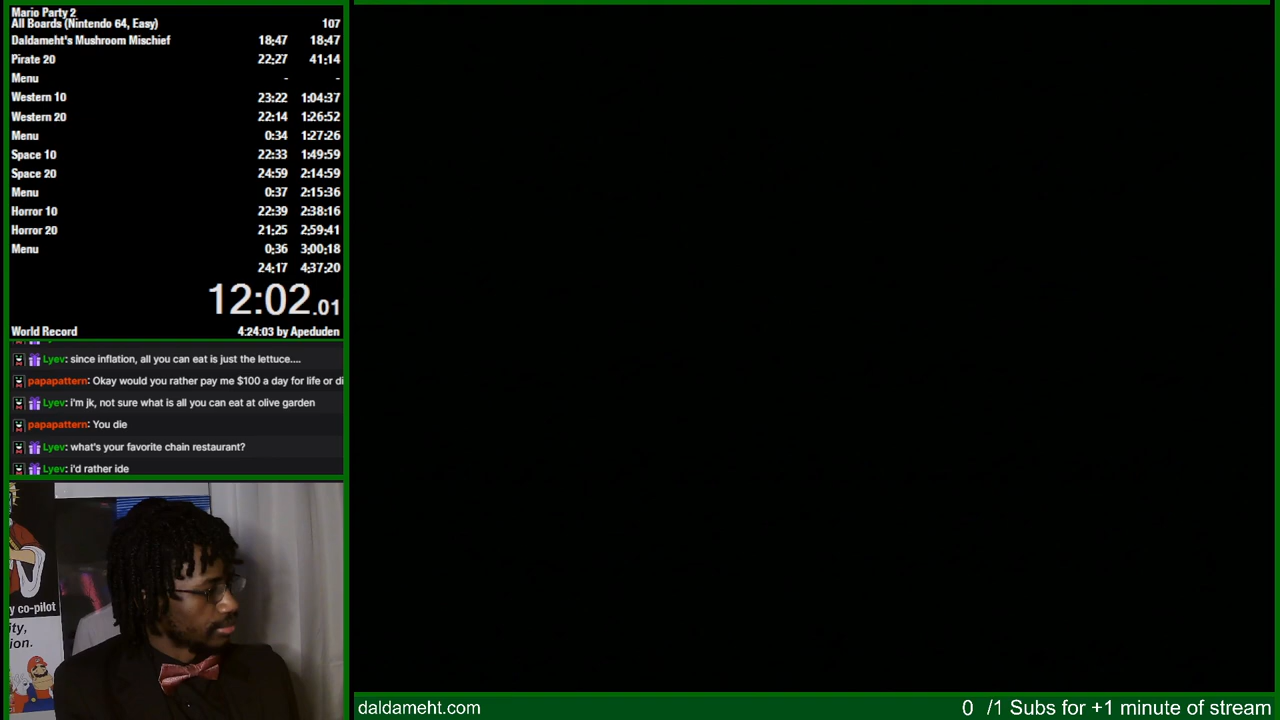 Mario Party 2
All Boards (Nintendo 64, Easy) 107
Daldameht's Mushroom Mischief 18:47 18:47
Pirate 20 22:27 41:14
Menu - -
Western 10 23:22 1:04:37
Western 20 22:14 1:26:52
Menu 0:34 1:27:26
Space 10 22:33 1:49:59
Space 20 24:59 2:14:59
Menu 0:37 2:15:36
Horror 10 22:39 2:38:16
Horror 20 21:25 2:59:41
Menu 0:36 3:00:18
24:17 4:37:20
12:02.01
World Record 4:24:03 by Apeduden
Lyev: since inflation, all you can eat is just the lettuce....
papapattern: Okay would you rather pay me $100 a day for life or di
Lyev: i'm jk, not sure what is all you can eat at olive garden
papapattern: You die
Lyev: what's your favorite chain restaurant?
Lyev: i'd rather ide
y co-pilot
ity,
ion.
daldameht.com 0 /1 Subs for +1 minute of stream